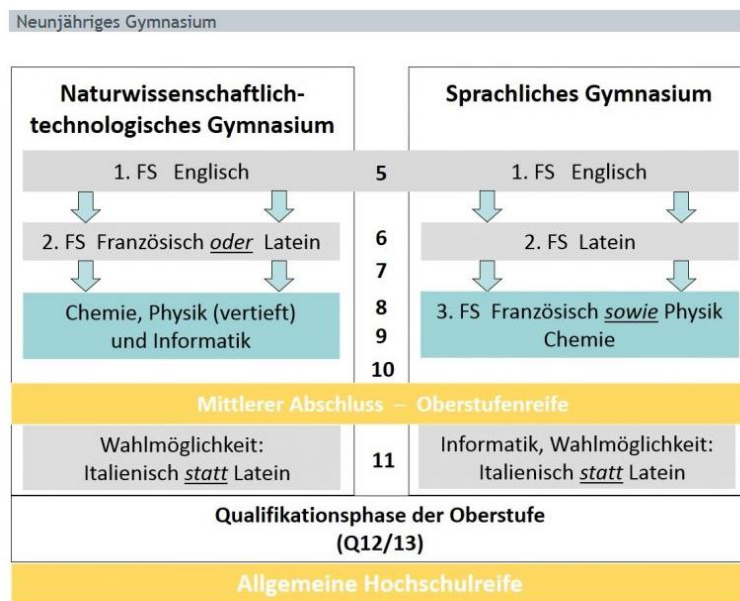 Neunjähriges Gymnasium
Naturwissenschaftlich-
technologisches Gymnasium
Sprachliches Gymnasium
1. FS Englisch
5
1. FS Englisch
2. FS Französisch oder Latein
6
2. FS Latein
7
Chemie, Physik (vertieft)
und Informatik
8
9
3. FS Französisch sowie Physik
Chemie
10
Mittlerer Abschluss – Oberstufenreife
Wahlmöglichkeit:
Italienisch statt Latein
11
Informatik, Wahlmöglichkeit:
Italienisch statt Latein
Qualifikationsphase der Oberstufe
(Q12/13)
Allgemeine Hochschulreife